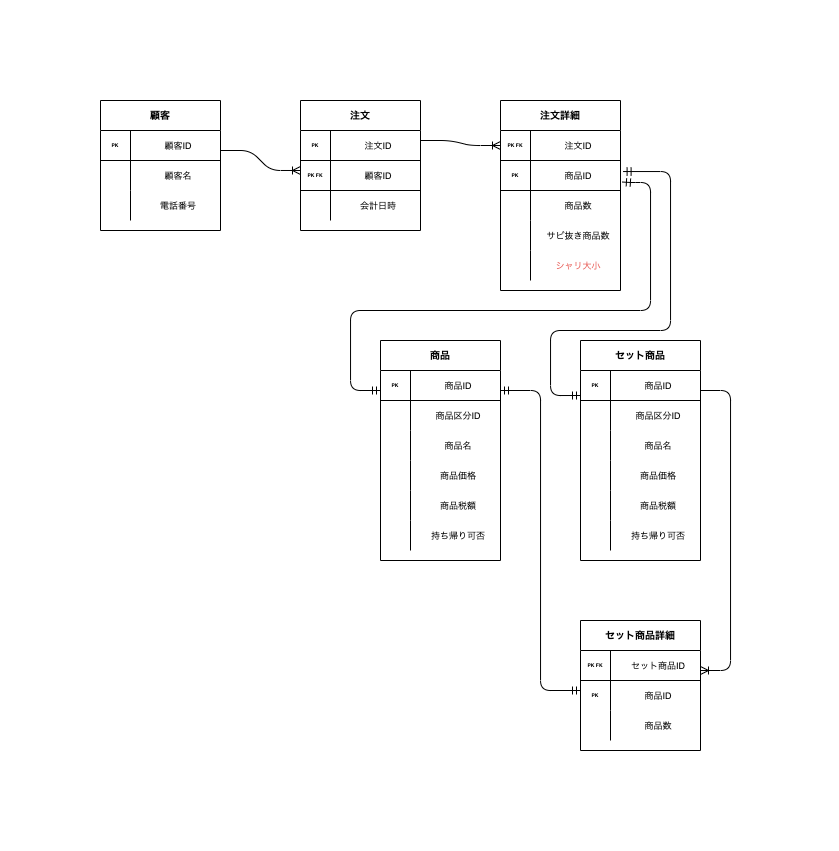 顧客
PK 顧客ID
顧客名
電話番号
注文
PK 注文ID
PK FK 顧客ID
会計日時
注文詳細
PK FK 注文ID
PK 商品ID
商品数
サビ抜き商品数
シャリ大小
商品
PK 商品ID
商品区分ID
商品名
商品価格
商品税額
持ち帰り可否
セット商品
PK 商品ID
商品区分ID
商品名
商品価格
商品税額
持ち帰り可否
セット商品詳細
PK FK セット商品ID
PK 商品ID
商品数